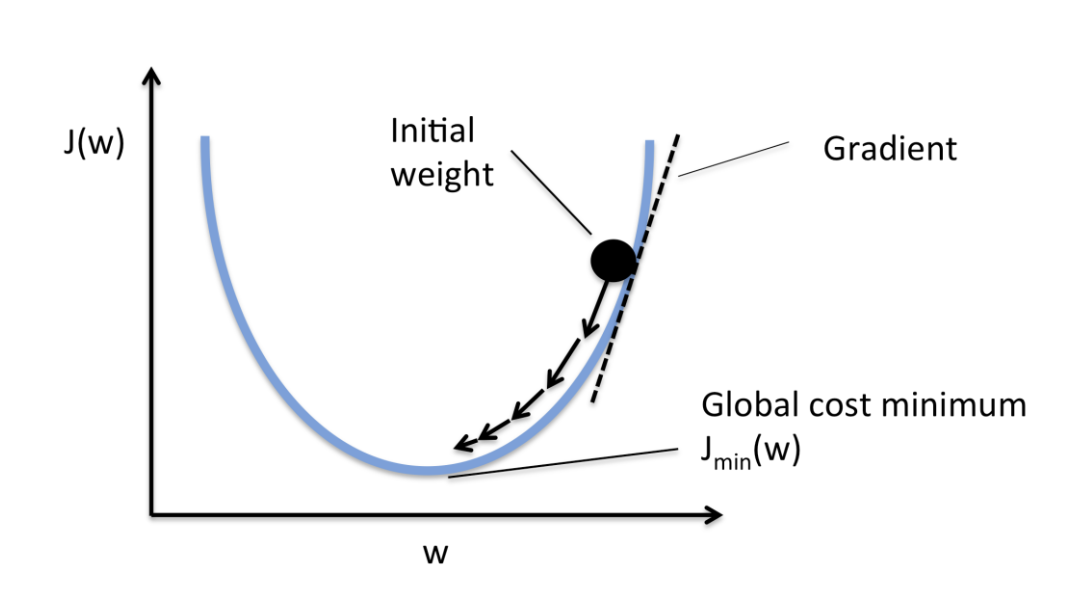 J(w)
Initial
weight
Gradient
Global cost minimum
Jmin(w)
w